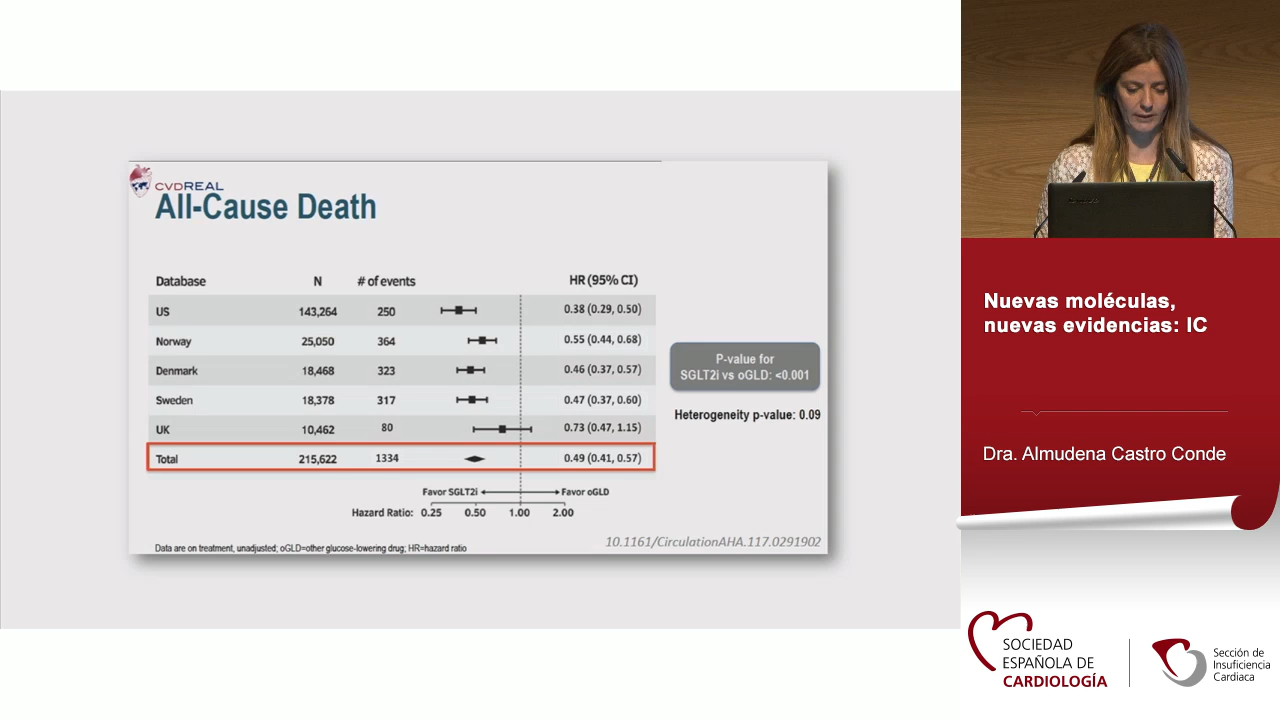 CVDREAL
All-Cause Death
Database N # of events HR (95% CI)
US 143,264 250 0.38 (0.29, 0.50)
Norway 25,050 364 0.55 (0.44, 0.68)
Denmark 18,468 323 0.46 (0.37, 0.57)
Sweden 18,378 317 0.47 (0.37, 0.60)
UK 10,462 80 0.73 (0.47, 1.15)
Total 215,622 1334 0.49 (0.41, 0.57)
Favor SGLT2i Favor oGLD
Hazard Ratio: 0.25 0.50 1.00 2.00
P-value for
SGLT2i vs oGLD: <0.001
Heterogeneity p-value: 0.09
Data are on treatment, unadjusted; oGLD=other glucose-lowering drug; HR=hazard ratio
10.1161/CirculationAHA.117.0291902
Nuevas moléculas,
nuevas evidencias: IC
Dra. Almudena Castro Conde
SOCIEDAD
ESPAÑOLA DE
CARDIOLOGÍA
Sección de
Insuficiencia
Cardiaca